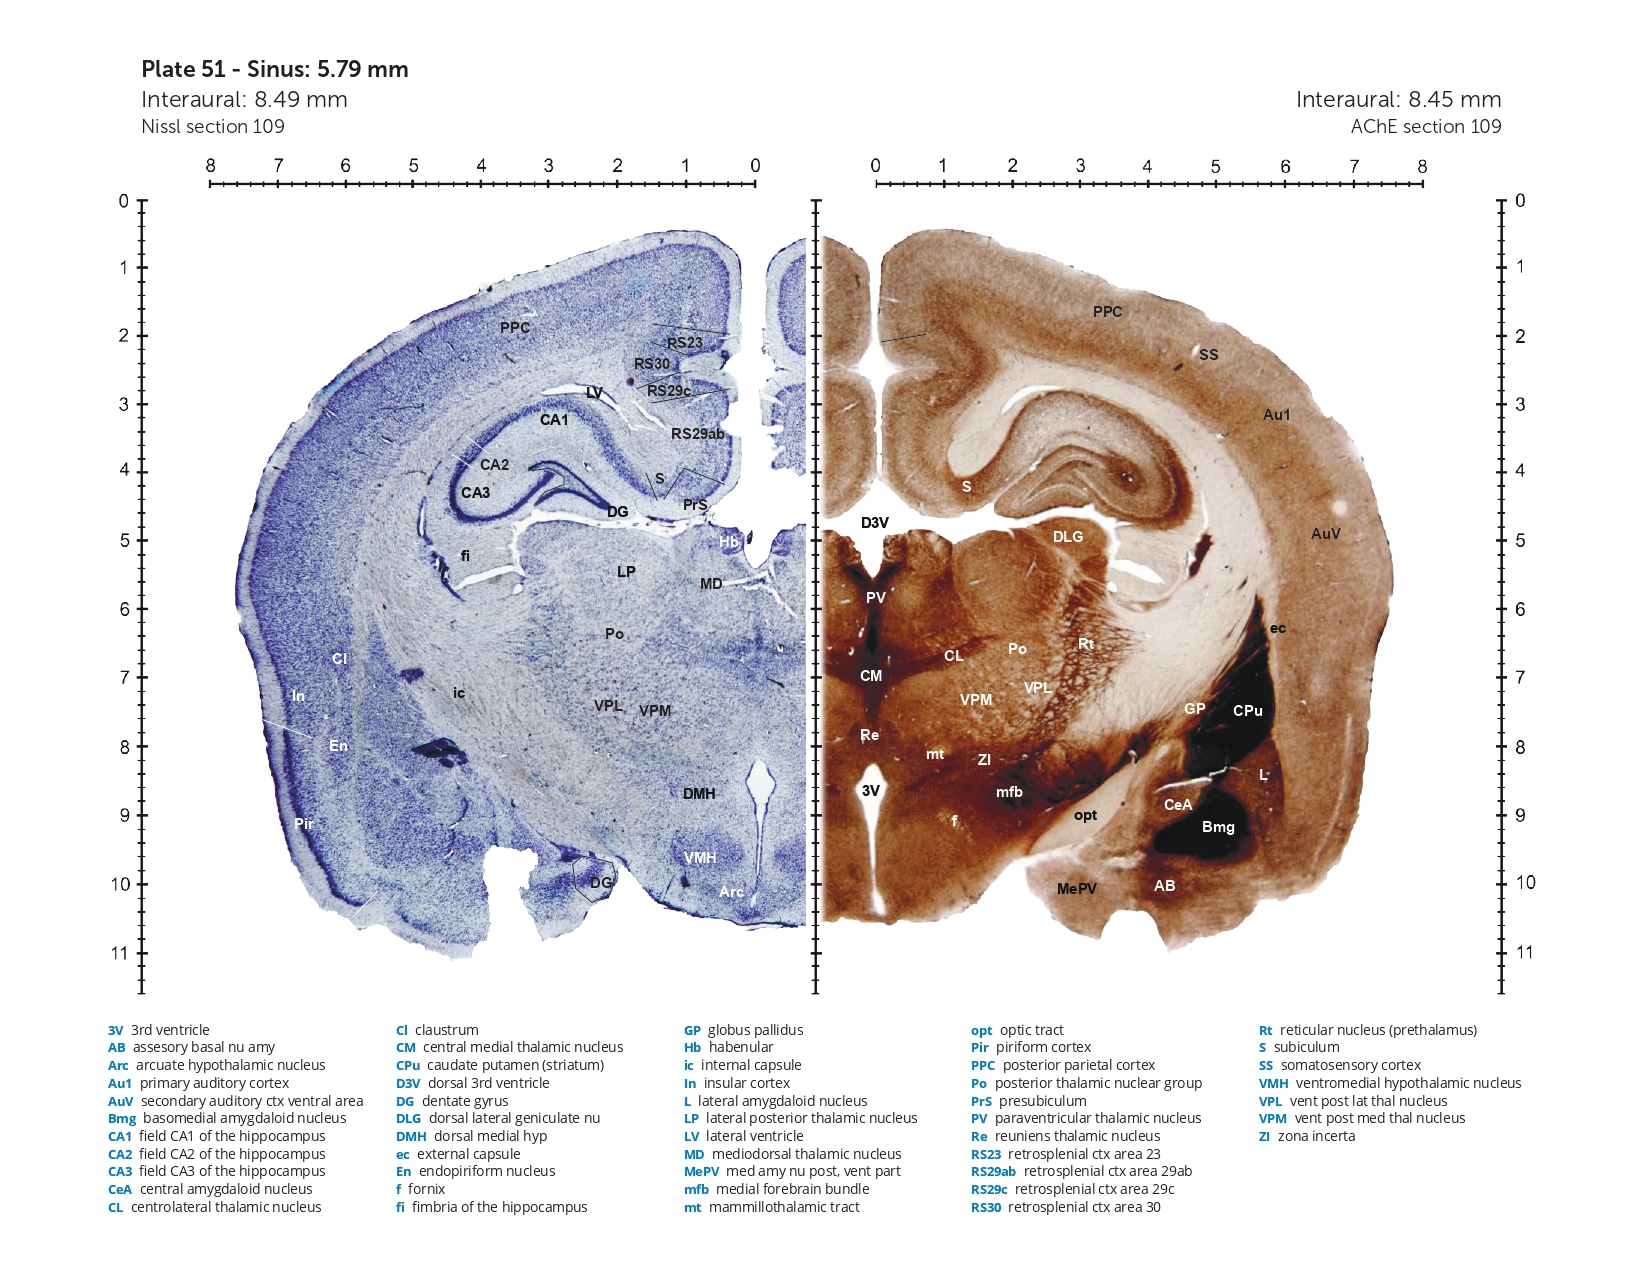 Plate 51 - Sinus: 5.79 mm
Interaural: 8.49 mm
Nissl section 109
Interaural: 8.45 mm
AChE section 109
8 7 6 5 4 3 2 1 0
0 1 2 3 4 5 6 7 8
0
1
2
3
4
5
6
7
8
9
10
11
PPC
RS23
RS30
RS29c
LV
CA1
RS29ab
CA2
S
CA3
PrS
DG
Hb
fi
LP
MD
Po
Cl
In
ic
VPL
VPM
En
DMH
Pir
VMH
DG
Arc
PPC
SS
Au1
S
D3V
DLG
AuV
PV
ec
Rt
Po
CL
CM
VPL
VPM
GP
CPu
Re
mt
ZI
L
3V
mfb
CeA
f
opt
Bmg
MePV
AB
0
1
2
3
4
5
6
7
8
9
10
11
3V 3rd ventricle
AB assesory basal nu amy
Arc arcuate hypothalamic nucleus
Au1 primary auditory cortex
AuV secondary auditory ctx ventral area
Bmg basomedial amygdaloid nucleus
CA1 field CA1 of the hippocampus
CA2 field CA2 of the hippocampus
CA3 field CA3 of the hippocampus
CeA central amygdaloid nucleus
CL centrolateral thalamic nucleus
Cl claustrum
CM central medial thalamic nucleus
CPu caudate putamen (striatum)
D3V dorsal 3rd ventricle
DG dentate gyrus
DLG dorsal lateral geniculate nu
DMH dorsal medial hyp
ec external capsule
En endopiriform nucleus
f fornix
fi fimbria of the hippocampus
GP globus pallidus
Hb habenular
ic internal capsule
In insular cortex
L lateral amygdaloid nucleus
LP lateral posterior thalamic nucleus
LV lateral ventricle
MD mediodorsal thalamic nucleus
MePV med amy nu post, vent part
mfb medial forebrain bundle
mt mammillothalamic tract
opt optic tract
Pir piriform cortex
PPC posterior parietal cortex
Po posterior thalamic nuclear group
PrS presubiculum
PV paraventricular thalamic nucleus
Re reuniens thalamic nucleus
RS23 retrosplenial ctx area 23
RS29ab retrosplenial ctx area 29ab
RS29c retrosplenial ctx area 29c
RS30 retrosplenial ctx area 30
Rt reticular nucleus (prethalamus)
S subiculum
SS somatosensory cortex
VMH ventromedial hypothalamic nucleus
VPL vent post lat thal nucleus
VPM vent post med thal nucleus
ZI zona incerta